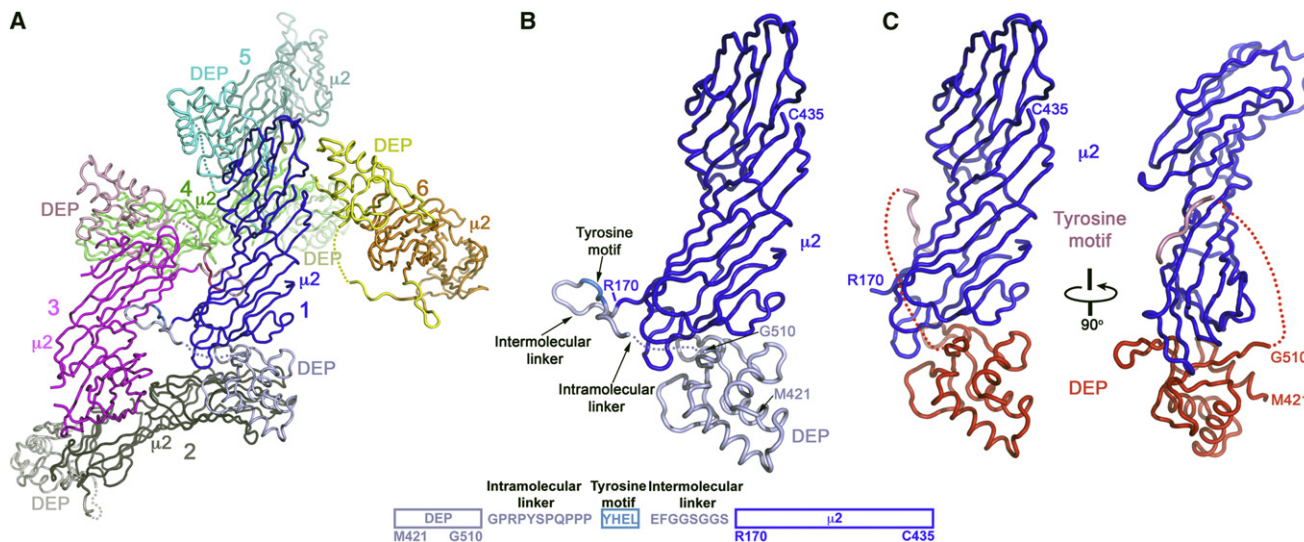 A
DEP
5
μ2
DEP
4
μ2
DEP
DEP
6
μ2
3
μ2
μ2
1
DEP
μ2
2
DEP
B
C435
μ2
Tyrosine
motif
R170
Intermolecular
linker
G510
Intramolecular
linker
M421
DEP
C
C435
μ2
R170
Tyrosine
motif
90°
DEP
G510
M421
Intramolecular
linker
Tyrosine
motif
Intermolecular
linker
DEP
GPRPYSPQPPP
YHEL
EFGGSGGS
μ2
M421
G510
R170
C435